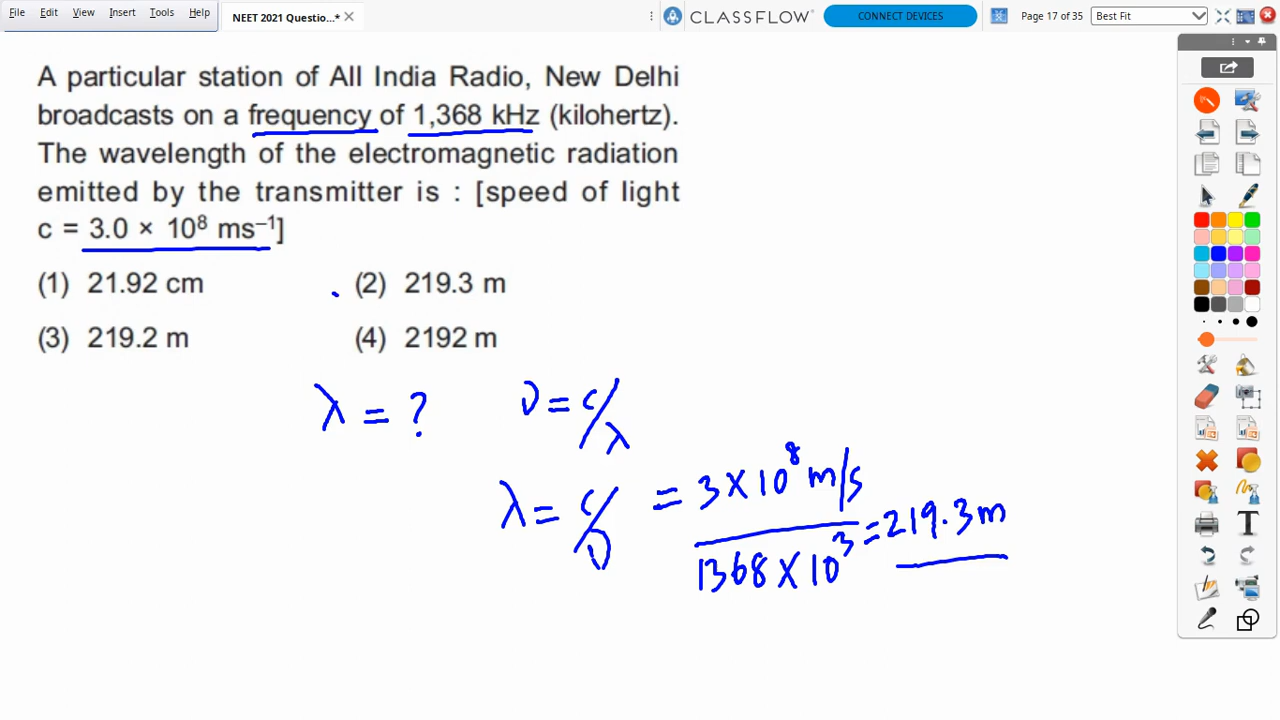 File Edit View Insert Tools NEET 2021 Questio...* CLASSFLOW CONNECT DEVICES Page 17 of 35 Best Fit
A particular station of All India Radio, New Delhi
broadcasts on a frequency of 1,368 kHz (kilohertz).
The wavelength of the electromagnetic radiation
emitted by the transmitter is : [speed of light
c = 3.0 × 10⁸ ms⁻¹]
(1) 21.92 cm (2) 219.3 m
(3) 219.2 m (4) 2192 m
λ = ? ν = c/λ
λ = c/ν = 3×10⁸ m/s / 1368×10³ = 219.3m
T